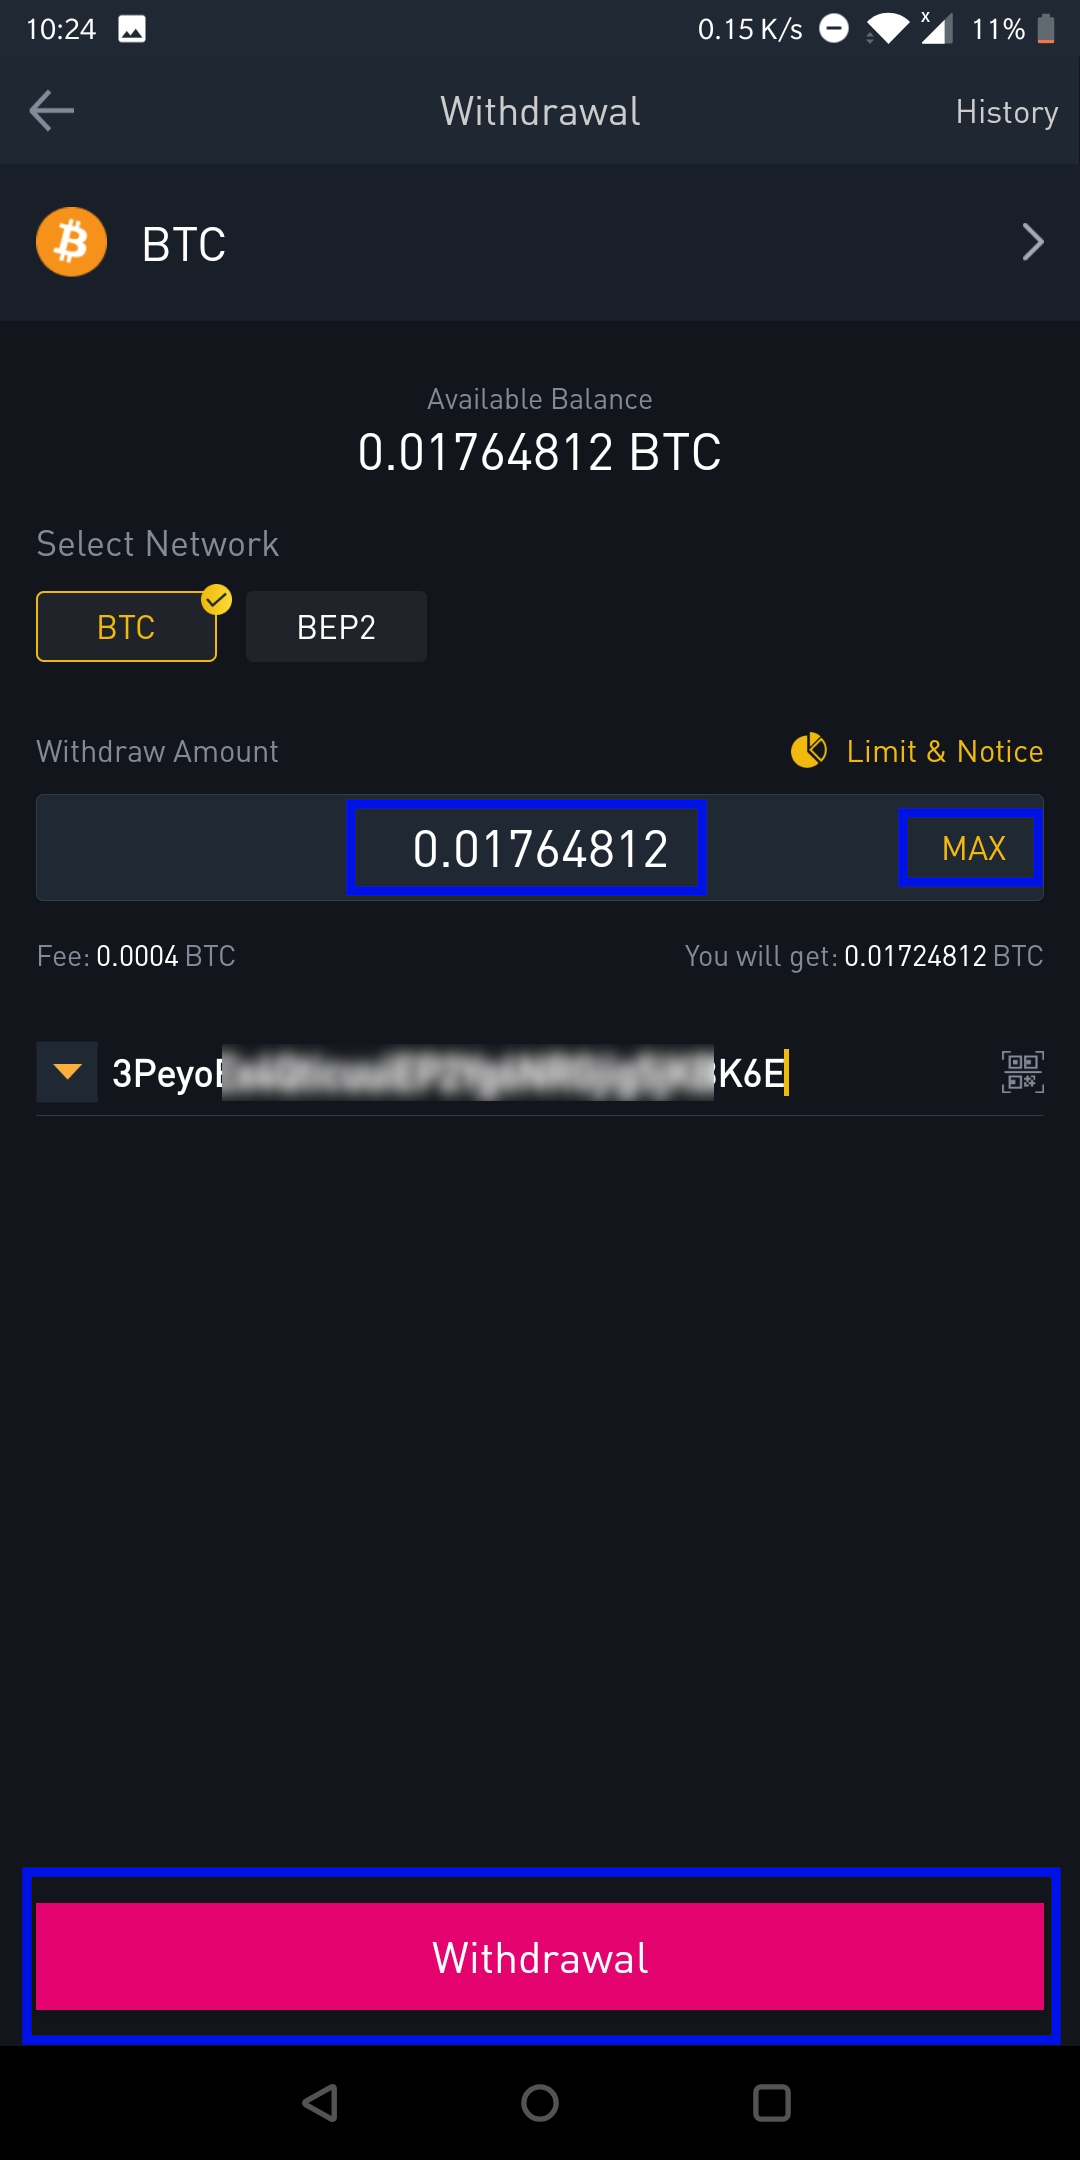 10:24 0.15 K/s x 11%
Withdrawal History
BTC
Available Balance
0.01764812 BTC
Select Network
BTC BEP2
Withdraw Amount Limit & Notice
0.01764812 MAX
Fee: 0.0004 BTC You will get: 0.01724812 BTC
3Peyo K6E
Withdrawal